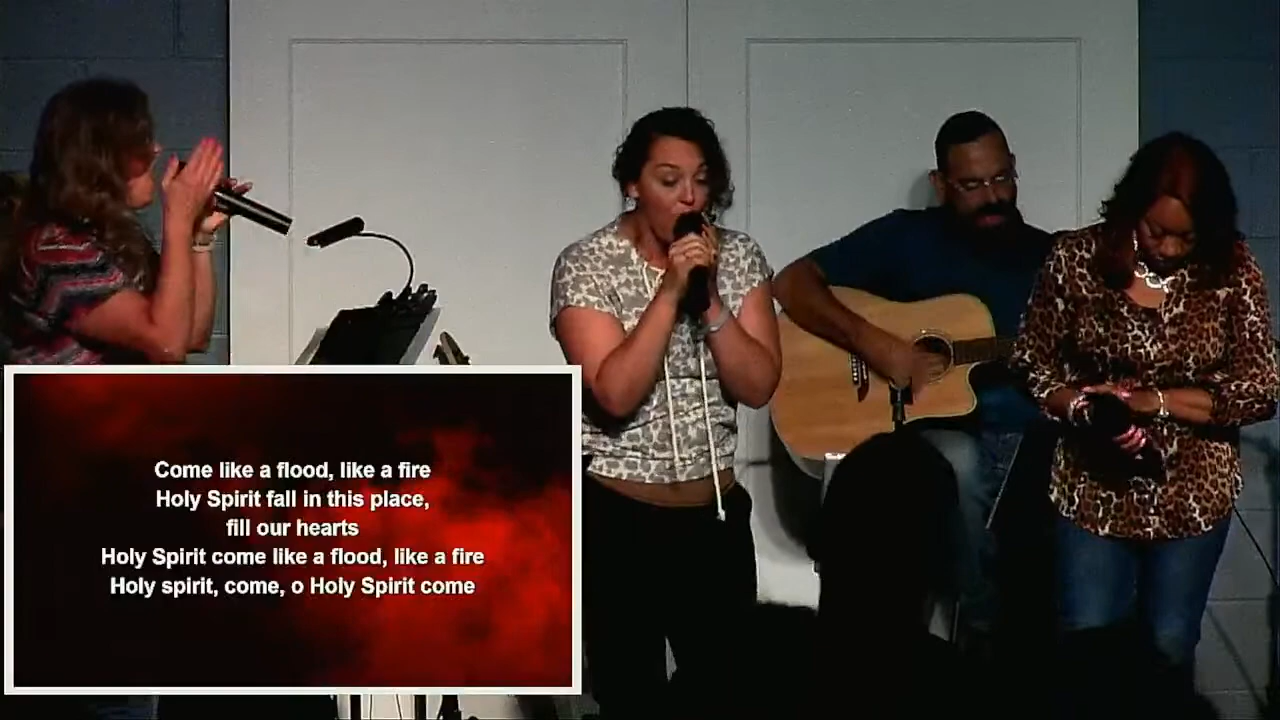 Come like a flood, like a fire
Holy Spirit fall in this place,
fill our hearts
Holy Spirit come like a flood, like a fire
Holy spirit, come, o Holy Spirit come